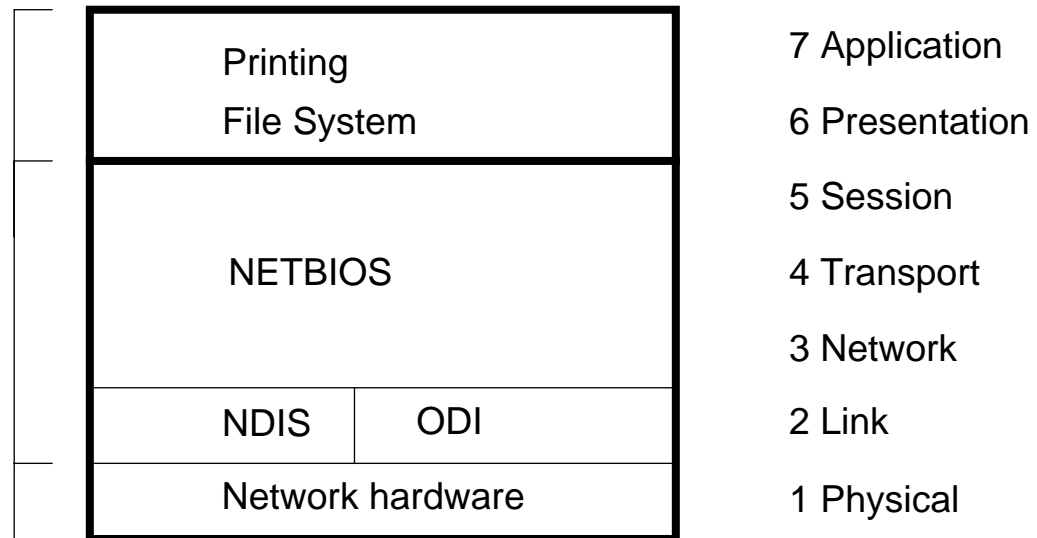 Printing
File System
NETBIOS
NDIS ODI
Network hardware
7 Application
6 Presentation
5 Session
4 Transport
3 Network
2 Link
1 Physical